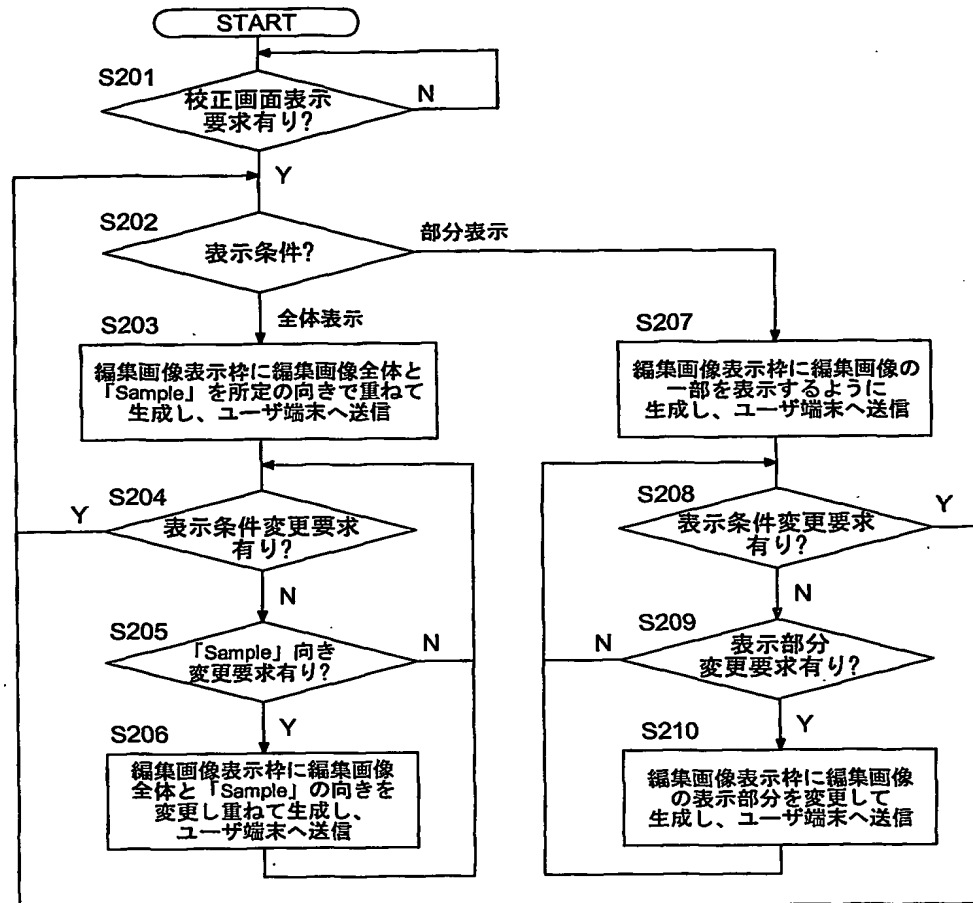 START
S201
校正画面表示
要求有り?
N
Y
S202
表示条件?
部分表示
全体表示
S203
編集画像表示枠に編集画像全体と
「Sample」を所定の向きで重ねて
生成し、ユーザ端末へ送信
S207
編集画像表示枠に編集画像の
一部を表示するように
生成し、ユーザ端末へ送信
S204
Y
表示条件変更要求
有り?
N
S208
表示条件変更要求
有り?
Y
N
S205
「Sample」向き
変更要求有り?
N
Y
S209
N
表示部分
変更要求有り?
Y
S206
編集画像表示枠に編集画像
全体と「Sample」の向きを
変更し重ねて生成し、
ユーザ端末へ送信
S210
編集画像表示枠に編集画像
の表示部分を変更して
生成し、ユーザ端末へ送信